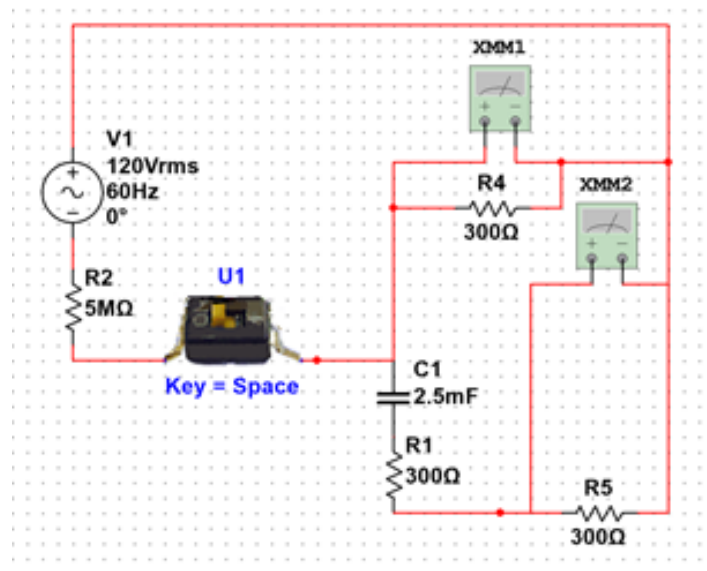 XMM1
V1
120Vrms
60Hz
0°
R4
300Ω
XMM2
R2
5MΩ
U1
Key = Space
C1
2.5mF
R1
300Ω
R5
300Ω